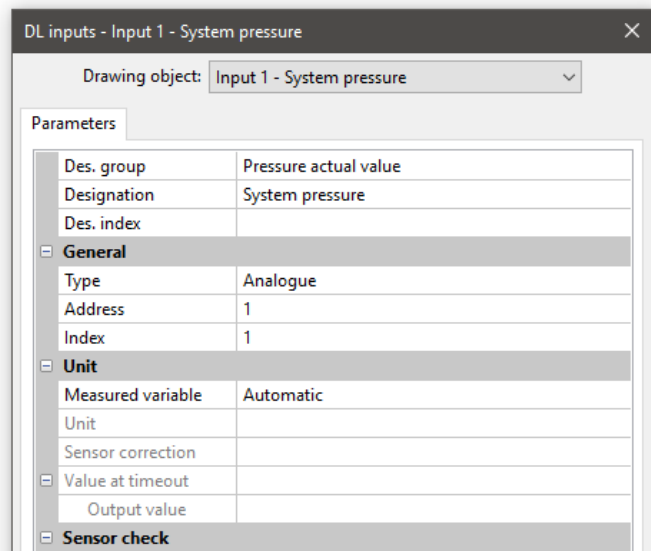 DL inputs - Input 1 - System pressure
Drawing object: Input 1 - System pressure
Parameters
Des. group Pressure actual value
Designation System pressure
Des. index
General
Type Analogue
Address 1
Index 1
Unit
Measured variable Automatic
Unit
Sensor correction
Value at timeout
Output value
Sensor check